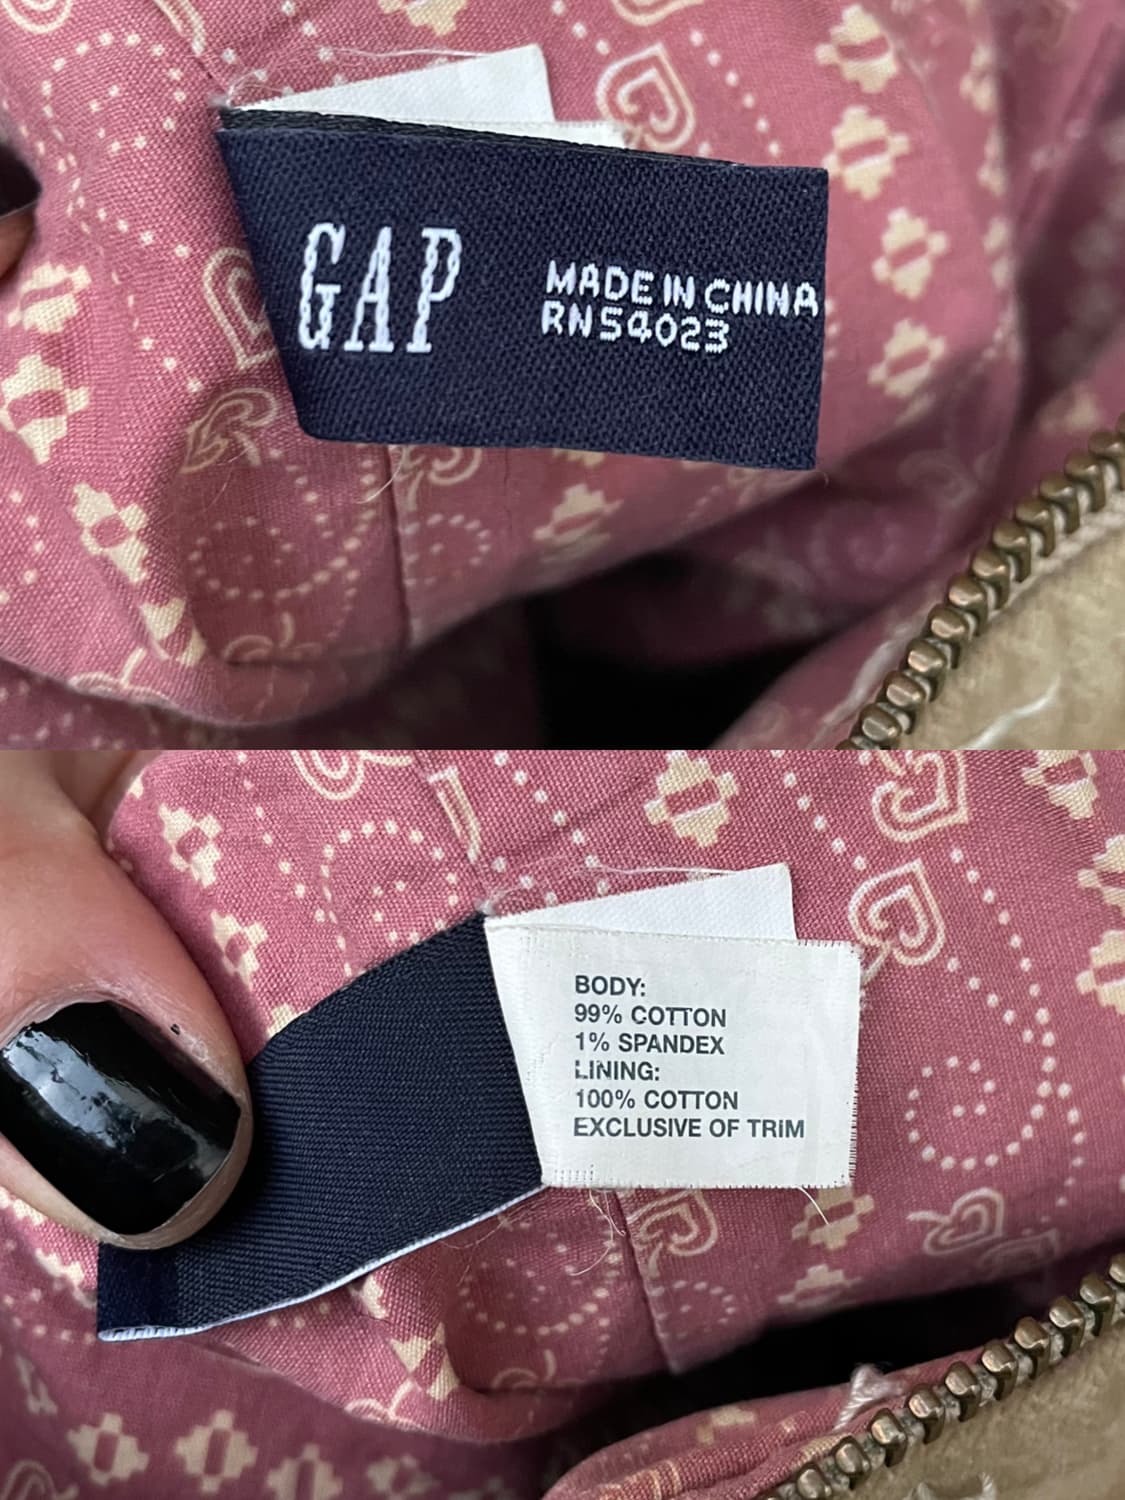 GAP
MADE IN CHINA
RN54023
BODY:
99% COTTON
1% SPANDEX
LINING:
100% COTTON
EXCLUSIVE OF TRIM